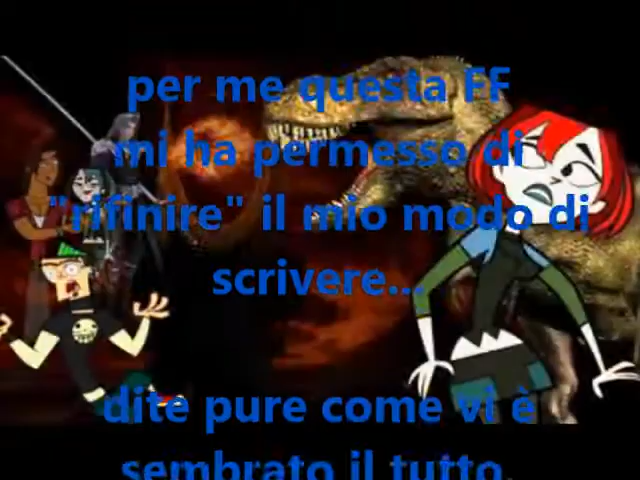 per me questa FF
mi ha permesso di
"rifinire" il mio modo di
scrivere...
dite pure come vi è
sembrato il tutto.